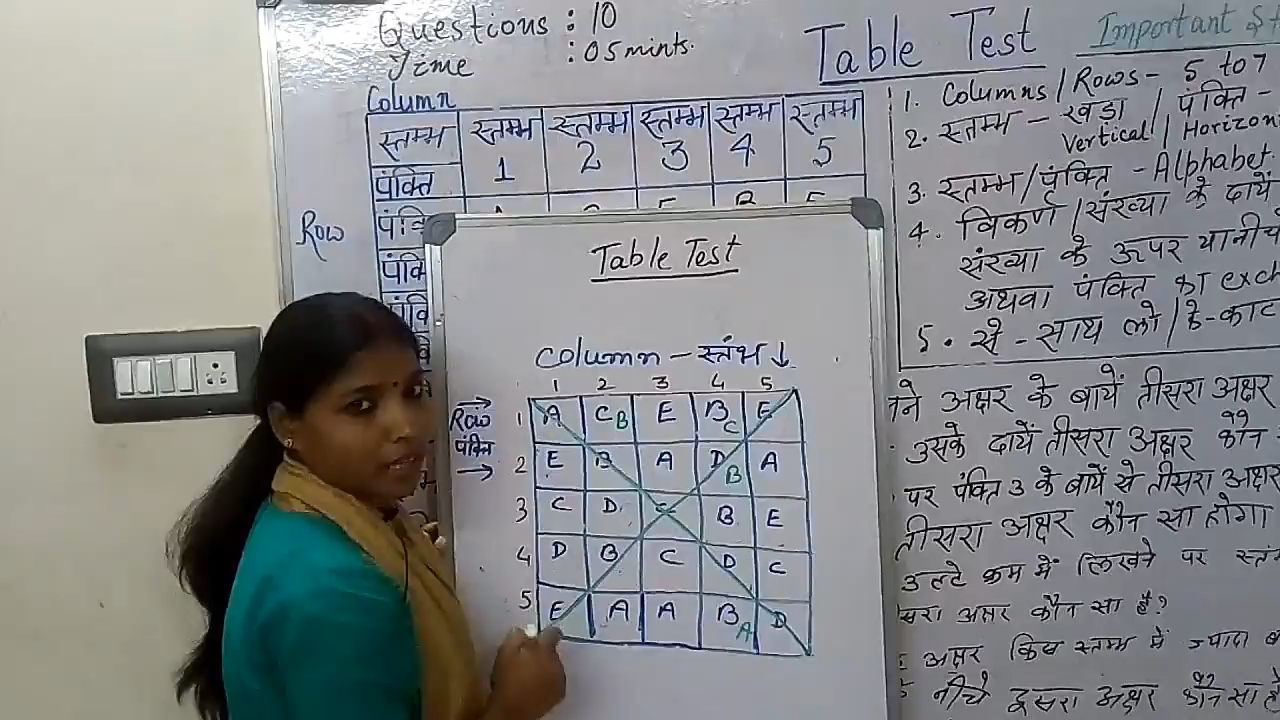 Questions : 10
Time : 05 mints.
Table Test
Important
Column
स्तम्भ स्तम्भ स्तम्भ स्तम्भ स्तम्भ स्तम्भ
1 2 3 4 5
पंक्ति
Row
1. Columns / Rows - 5 to 7
2. स्तम्भ - खड़ा / पंक्ति -
Vertical / Horizon
3. स्तम्भ/पंक्ति - Alphabet.
4. विकर्ण / संख्या के दायें
संख्या के ऊपर या नीचे
अथवा पंक्ति का exch
5. से - साथ लो / के - काट
Table Test
Column - स्तंभ ↓
1 2 3 4 5
Row
पंक्ति
1 A C B E B C E
2 E B A D B A
3 C D C B E
4 D B C D C
5 E A A B A D
अक्षर के बायें तीसरा अक्षर
उसके दायें तीसरा अक्षर कौन
पर पंक्ति 3 के बायें से तीसरा अक्षर
तीसरा अक्षर कौन सा होगा
उल्टे क्रम में लिखने पर
अक्षर कौन सा है?
अक्षर किस स्तम्भ में ज्यादा
नीचे दूसरा अक्षर कौन सा